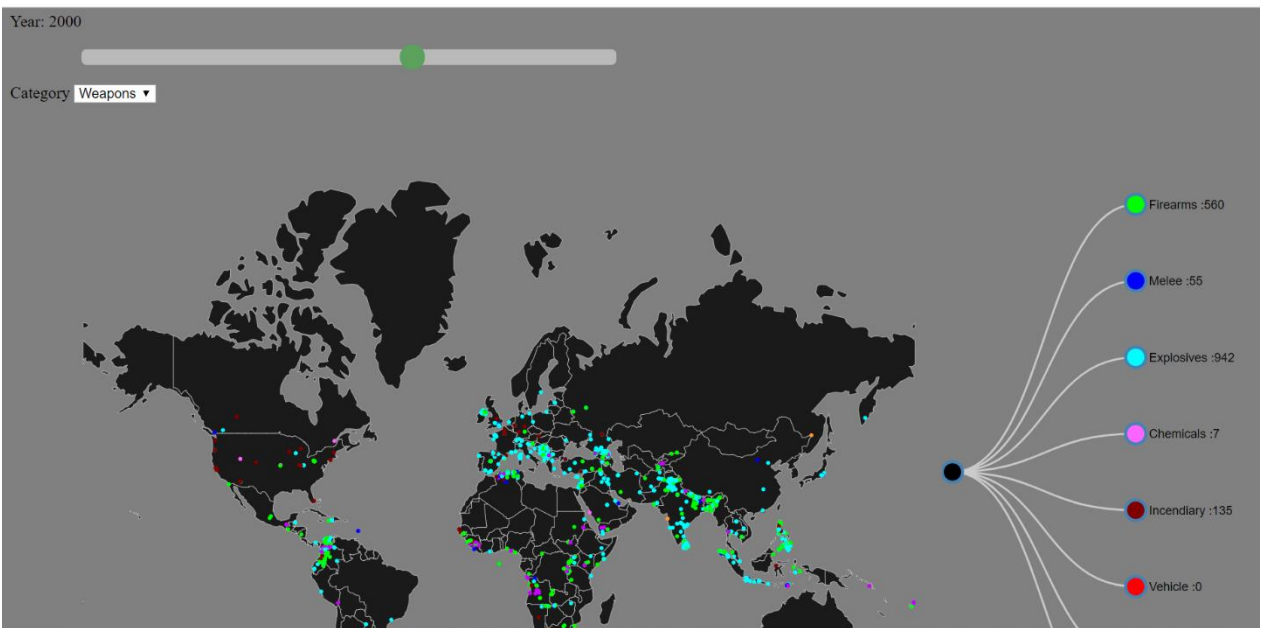 Year: 2000
Category Weapons
Firearms :560
Melee :55
Explosives :942
Chemicals :7
Incendiary :135
Vehicle :0